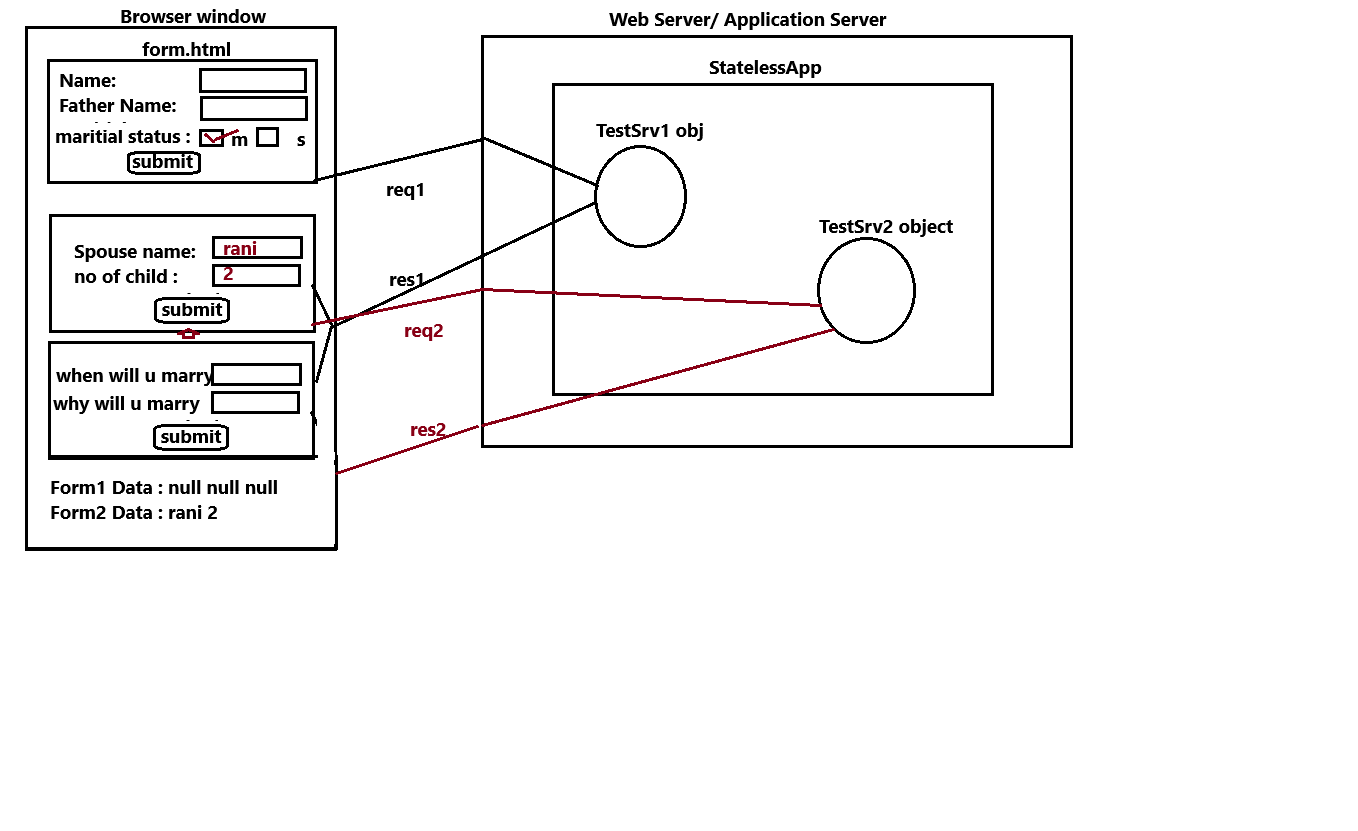 Browser window
form.html
Name:
Father Name:
maritial status : m s
submit
Spouse name: rani
no of child : 2
submit
when will u marry
why will u marry
submit
Form1 Data : null null null
Form2 Data : rani 2
req1
res1
req2
res2
Web Server/ Application Server
StatelessApp
TestSrv1 obj
TestSrv2 object